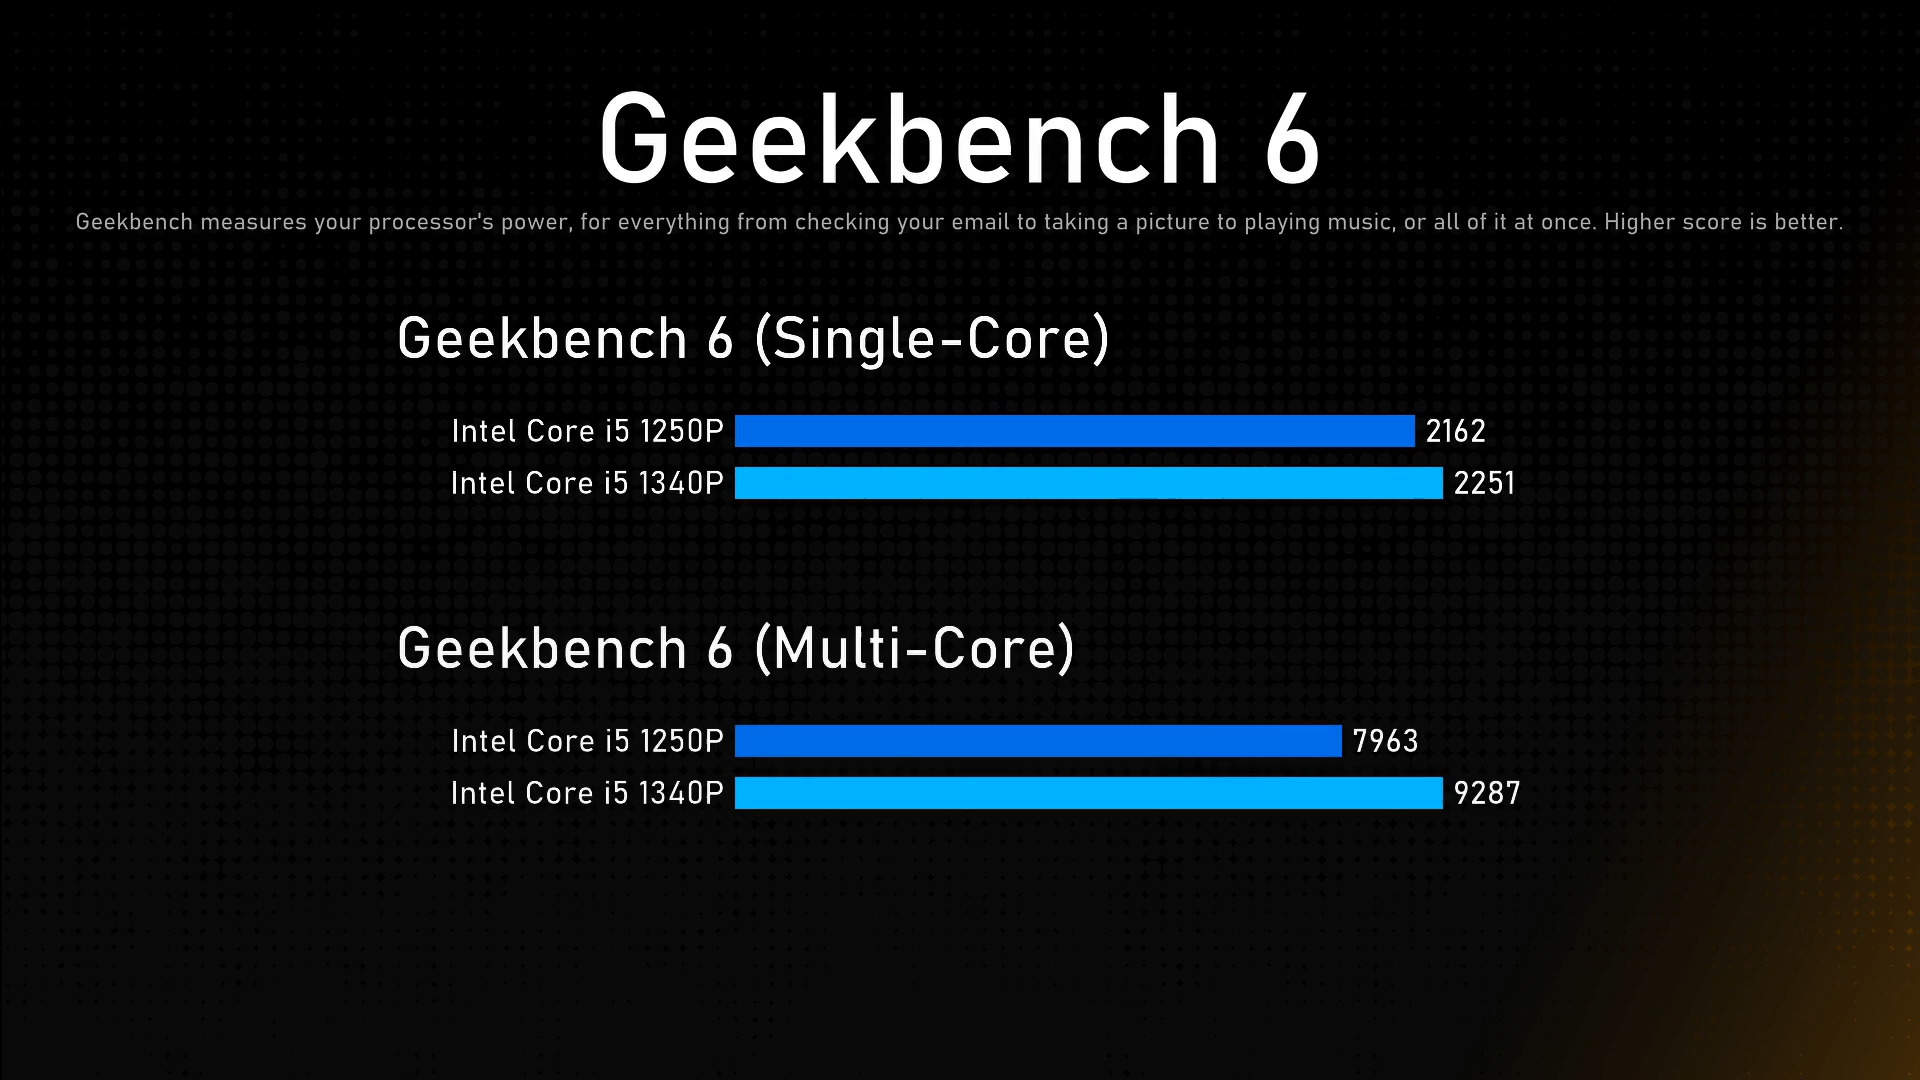 Geekbench 6
Geekbench measures your processor's power, for everything from checking your email to taking a picture to playing music, or all of it at once. Higher score is better.
Geekbench 6 (Single-Core)
Intel Core i5 1250P 2162
Intel Core i5 1340P 2251
Geekbench 6 (Multi-Core)
Intel Core i5 1250P 7963
Intel Core i5 1340P 9287